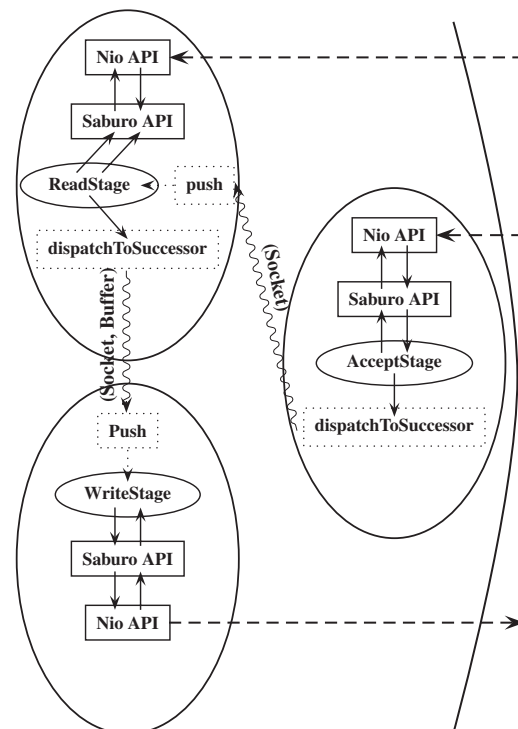 Nio API
Saburo API
ReadStage
push
dispatchToSuccessor
(Socket)
Nio API
Saburo API
AcceptStage
dispatchToSuccessor
(Socket, Buffer)
Push
WriteStage
Saburo API
Nio API